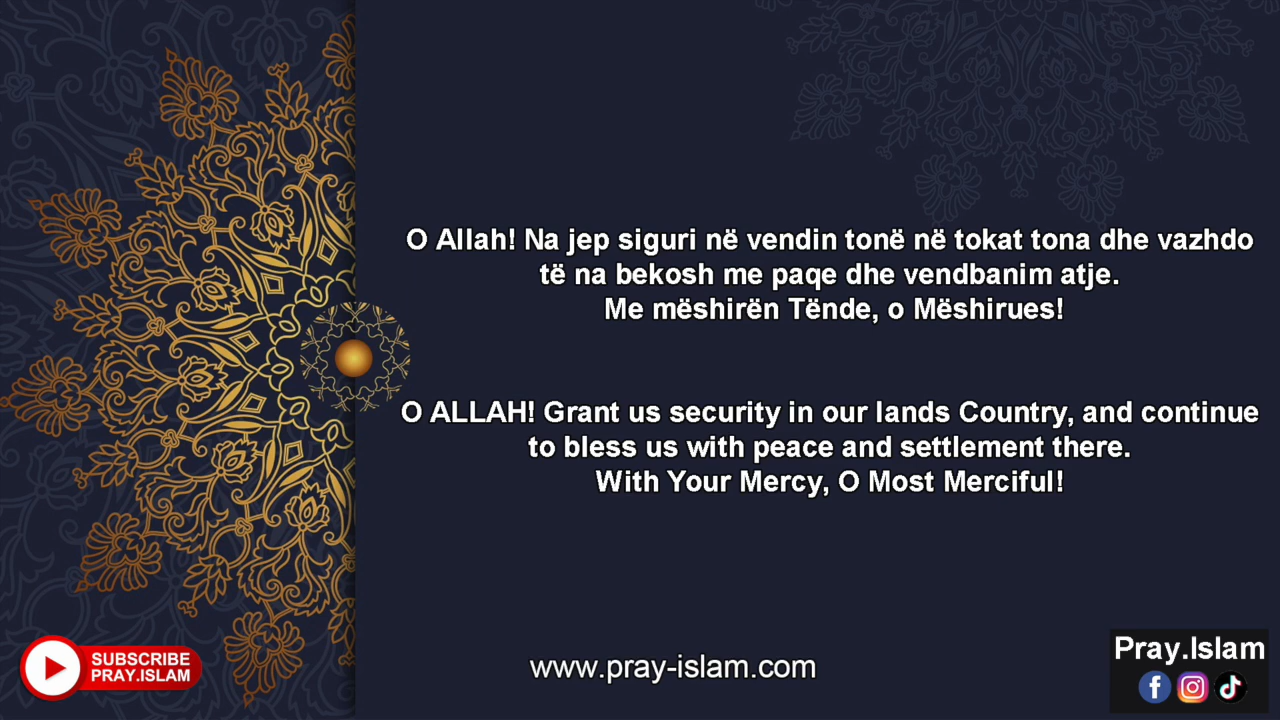 O Allah! Na jep siguri në vendin tonë në tokat tona dhe vazhdo
të na bekosh me paqe dhe vendbanim atje.
Me mëshirën Tënde, o Mëshirues!
O ALLAH! Grant us security in our lands Country, and continue
to bless us with peace and settlement there.
With Your Mercy, O Most Merciful!
SUBSCRIBE
PRAY.ISLAM
www.pray-islam.com
Pray.Islam